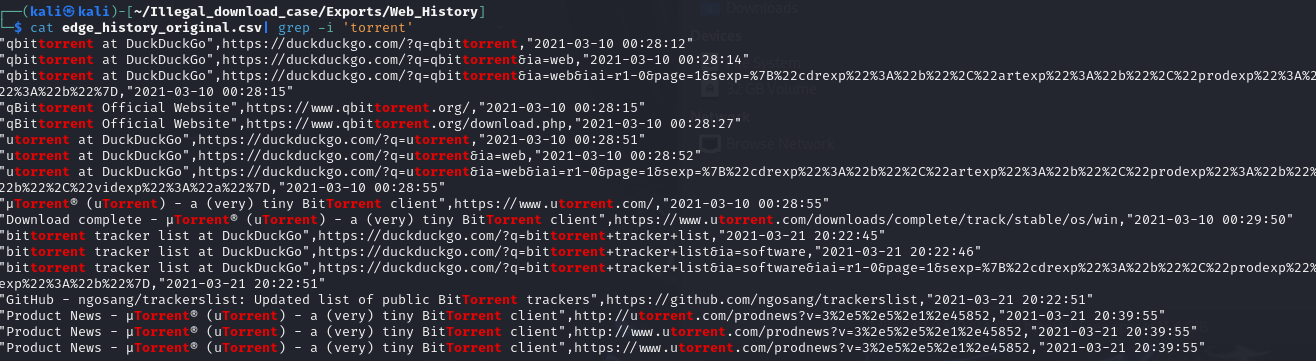 ┌──(kali㉿kali)-[~/Illegal_download_case/Exports/Web_History]
└─$ cat edge_history_original.csv| grep -i 'torrent'
"qbittorrent at DuckDuckGo",https://duckduckgo.com/?q=qbittorrent,"2021-03-10 00:28:12"
"qbittorrent at DuckDuckGo",https://duckduckgo.com/?q=qbittorrent&ia=web,"2021-03-10 00:28:14"
"qbittorrent at DuckDuckGo",https://duckduckgo.com/?q=qbittorrent&ia=web&iai=r1-0&page=1&sexp=%7B%22cdrexp%22%3A%22b%22%2C%22artexp%22%3A%22b%22%2C%22prodexp%22%3A%2
22%3A%22b%22%7D,"2021-03-10 00:28:15"
"qBittorrent Official Website",https://www.qbittorrent.org/,"2021-03-10 00:28:15"
"qBittorrent Official Website",https://www.qbittorrent.org/download.php,"2021-03-10 00:28:27"
"utorrent at DuckDuckGo",https://duckduckgo.com/?q=utorrent,"2021-03-10 00:28:51"
"utorrent at DuckDuckGo",https://duckduckgo.com/?q=utorrent&ia=web,"2021-03-10 00:28:52"
"utorrent at DuckDuckGo",https://duckduckgo.com/?q=utorrent&ia=web&iai=r1-0&page=1&sexp=%7B%22cdrexp%22%3A%22b%22%2C%22artexp%22%3A%22b%22%2C%22prodexp%22%3A%22%
22b%22%2C%22videxp%22%3A%22a%22%7D,"2021-03-10 00:28:55"
"µTorrent® (uTorrent) - a (very) tiny BitTorrent client",https://www.utorrent.com/,"2021-03-10 00:28:55"
"Download complete - µTorrent® (uTorrent) - a (very) tiny BitTorrent client",https://www.utorrent.com/downloads/complete/track/stable/os/win,"2021-03-10 00:29:50"
"bittorrent tracker list at DuckDuckGo",https://duckduckgo.com/?q=bittorrent+tracker+list,"2021-03-21 20:22:45"
"bittorrent tracker list at DuckDuckGo",https://duckduckgo.com/?q=bittorrent+tracker+list&ia=software,"2021-03-21 20:22:46"
"bittorrent tracker list at DuckDuckGo",https://duckduckgo.com/?q=bittorrent+tracker+list&ia=software&iai=r1-0&page=1&sexp=%7B%22cdrexp%22%3A%22b%22%2C%22prodexp%22%
exp%22%3A%22b%22%7D,"2021-03-21 20:22:51"
"GitHub - ngosang/trackerslist: Updated list of public BitTorrent trackers",https://github.com/ngosang/trackerslist,"2021-03-21 20:22:51"
"Product News - µTorrent® (uTorrent) - a (very) tiny BitTorrent client",http://utorrent.com/prodnews?v=3%2e5%2e5%2e1%2e45852,"2021-03-21 20:39:55"
"Product News - µTorrent® (uTorrent) - a (very) tiny BitTorrent client",http://www.utorrent.com/prodnews?v=3%2e5%2e5%2e1%2e45852,"2021-03-21 20:39:55"
"Product News - µTorrent® (uTorrent) - a (very) tiny BitTorrent client",https://www.utorrent.com/prodnews?v=3%2e5%2e5%2e1%2e45852,"2021-03-21 20:39:55"
Devices
Browse Network